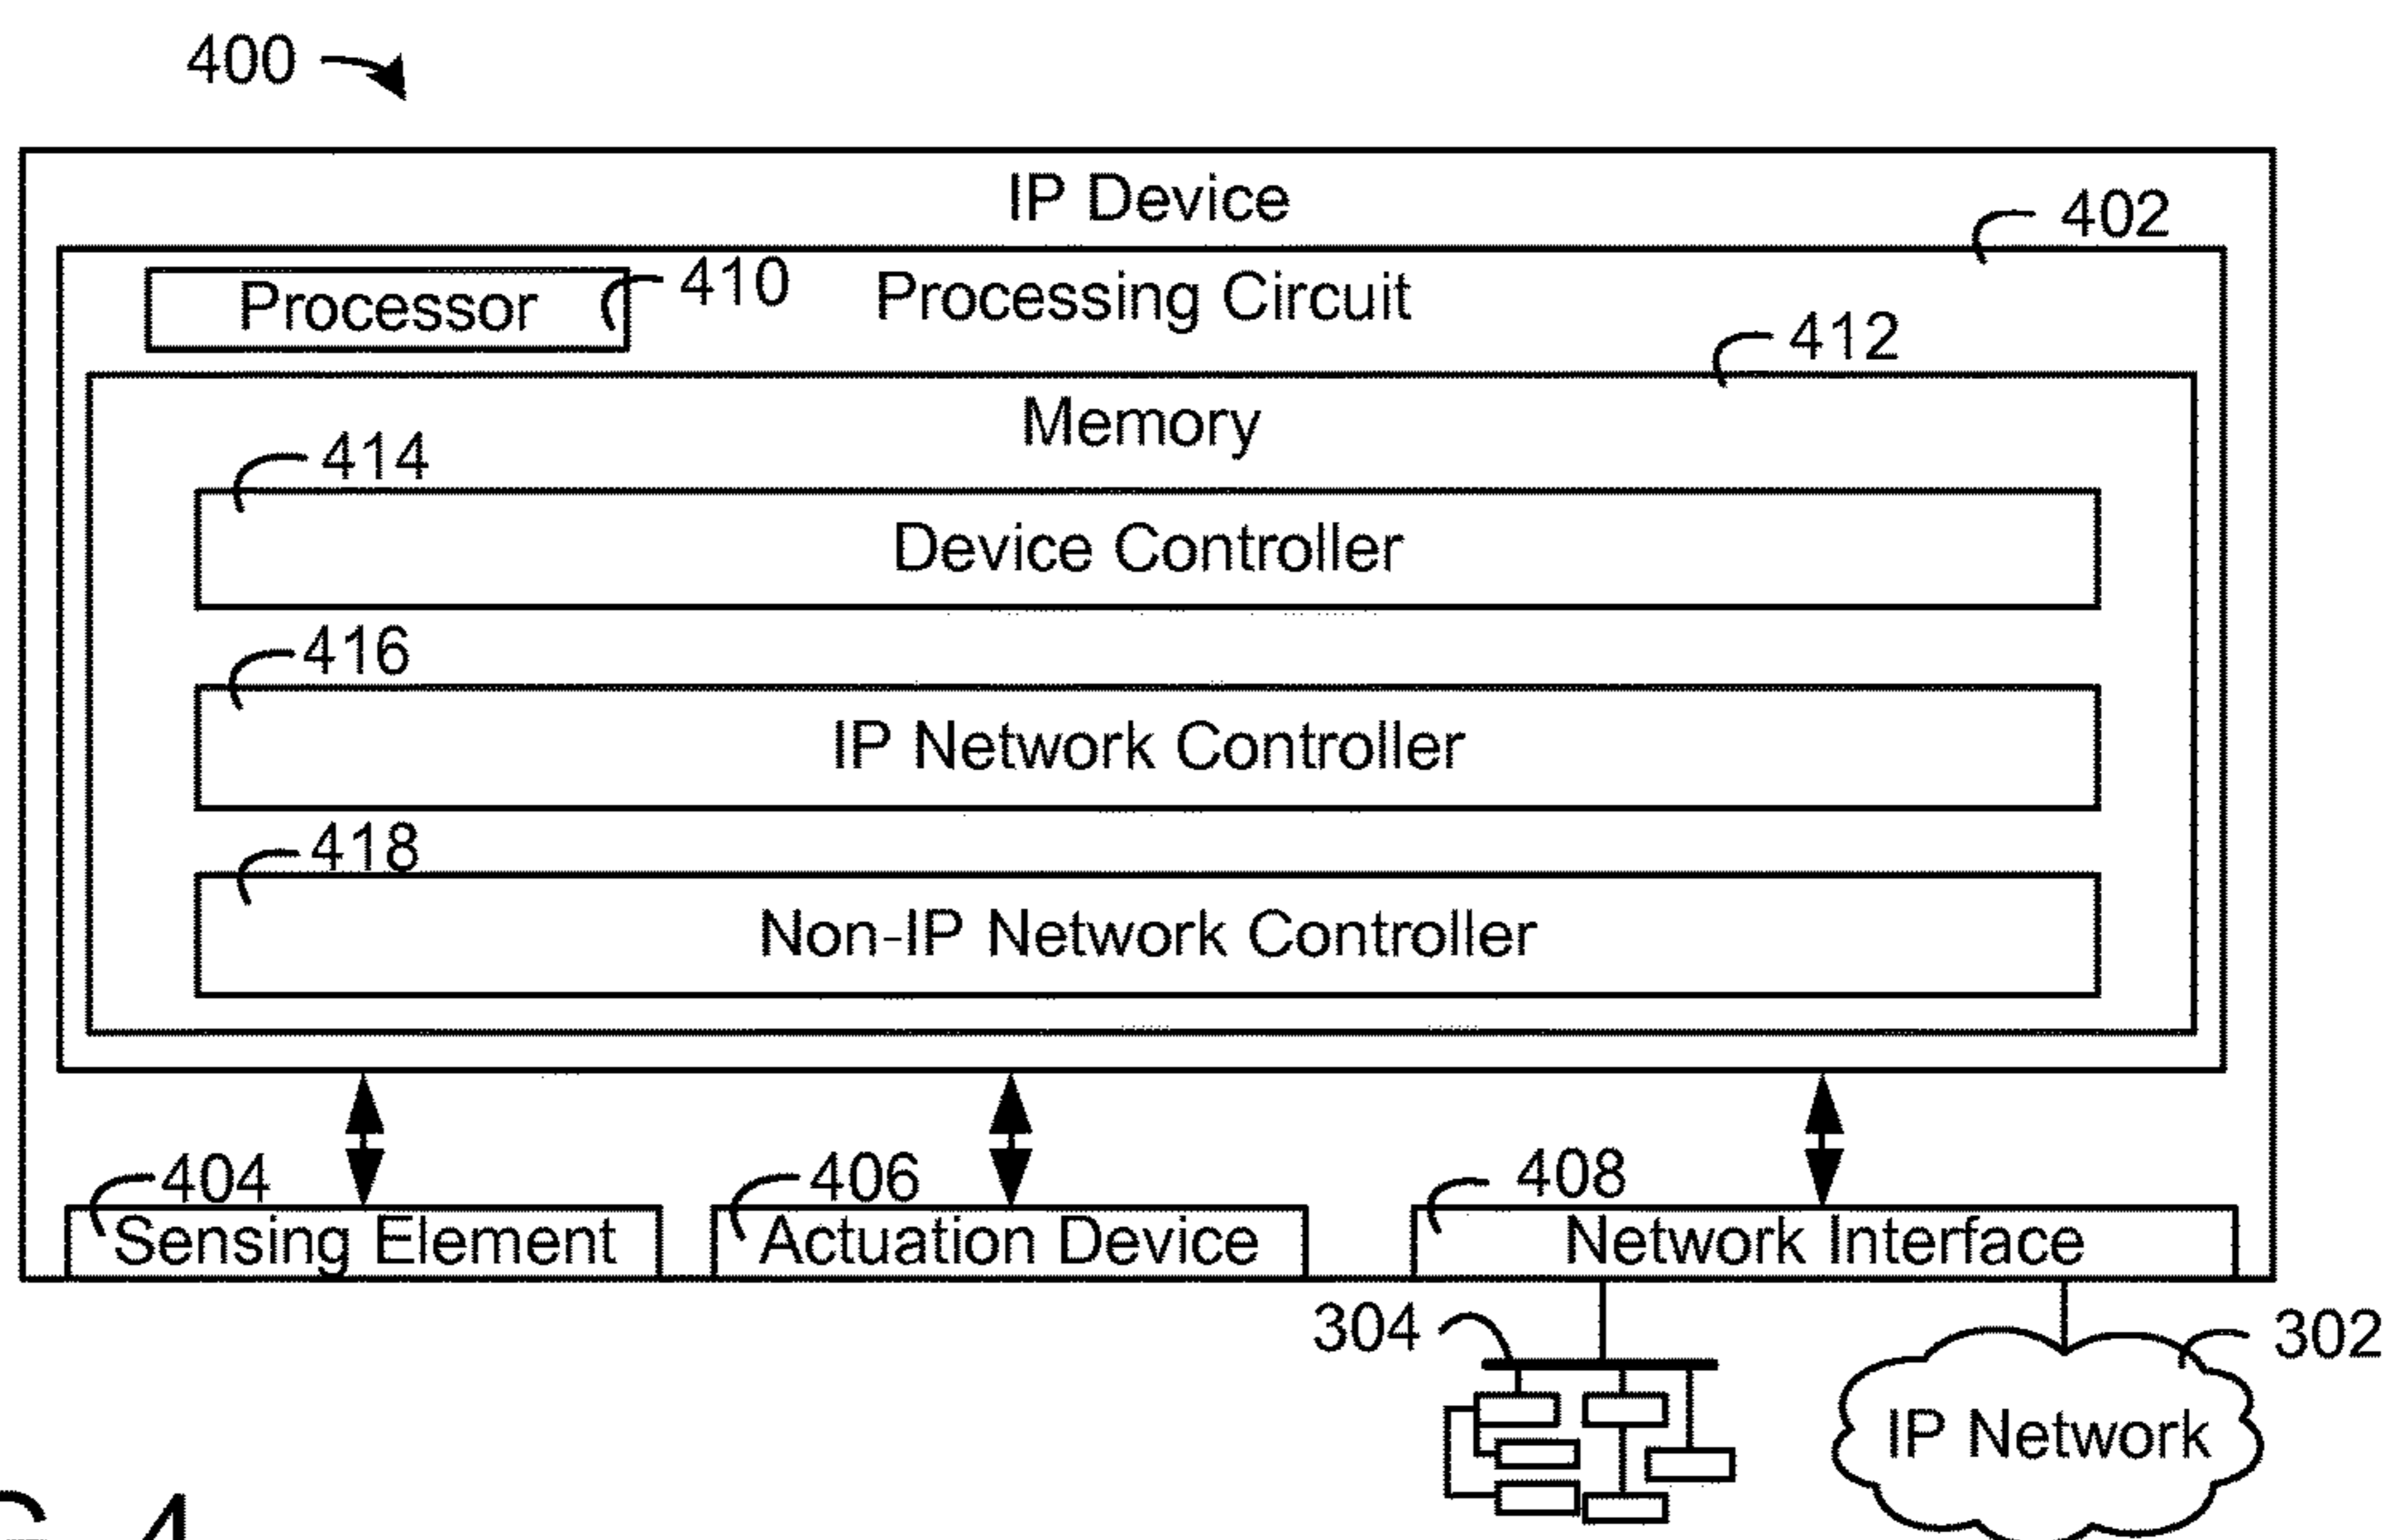 400
IP Device
402
Processor
410
Processing Circuit
412
Memory
414
Device Controller
416
IP Network Controller
418
Non-IP Network Controller
404
406
408
Sensing Element
Actuation Device
Network Interface
304
302
IP Network
4